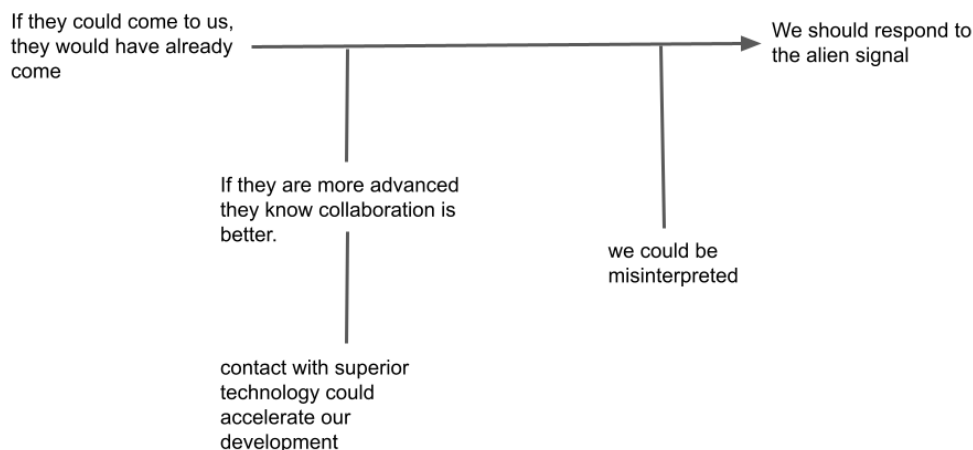 If they could come to us,
they would have already
come
We should respond to
the alien signal
If they are more advanced
they know collaboration is
better.
we could be
misinterpreted
contact with superior
technology could
accelerate our
development